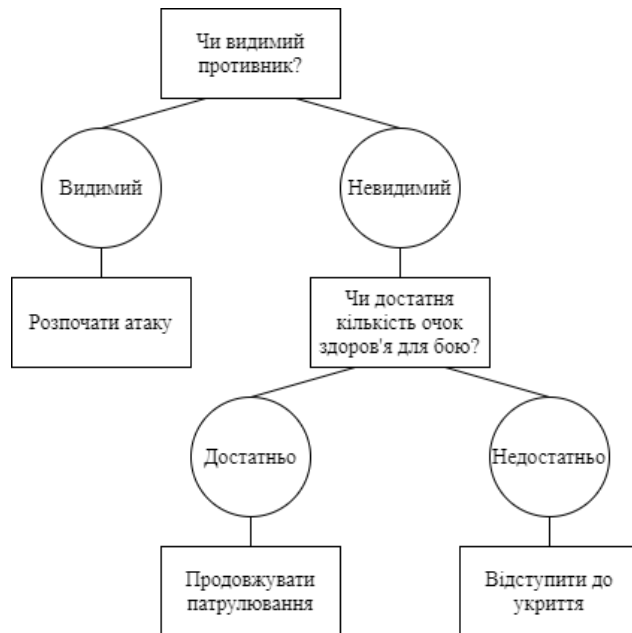 Чи видимий
противник?
Видимий
Невидимий
Розпочати атаку
Чи достатня
кількість очок
здоров'я для бою?
Достатньо
Недостатньо
Продовжувати
патрулювання
Відступити до
укриття